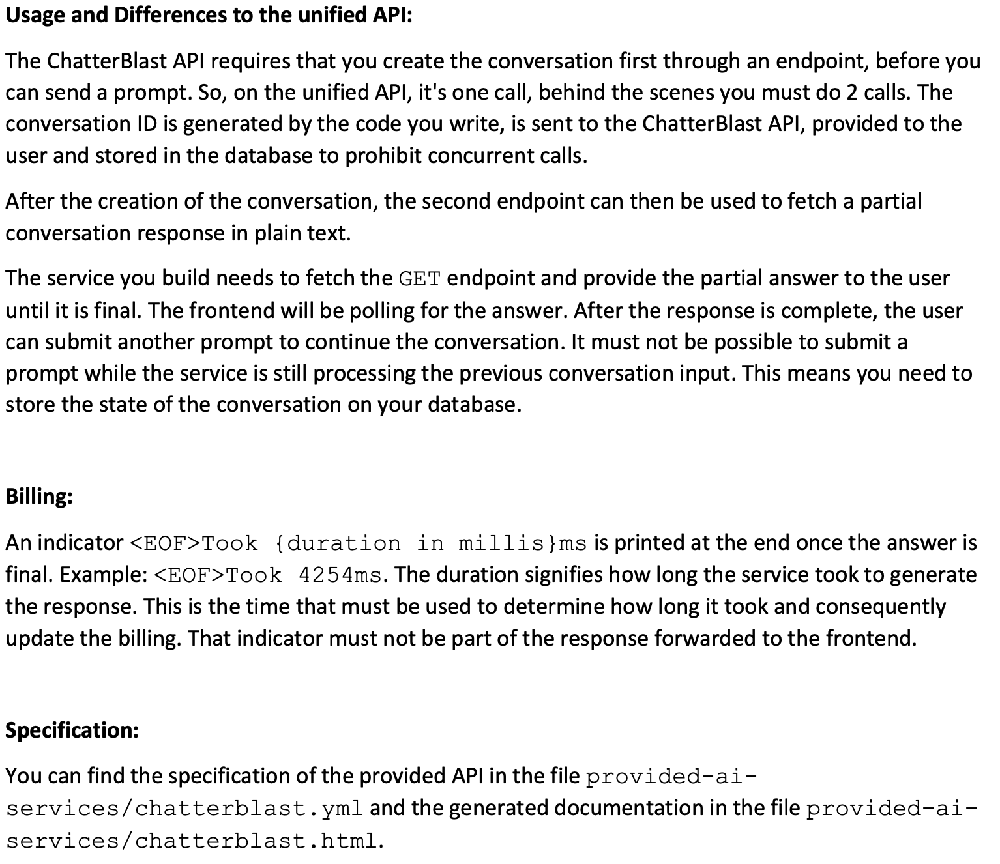 Usage and Differences to the unified API:
The ChatterBlast API requires that you create the conversation first through an endpoint, before you
can send a prompt. So, on the unified API, it's one call, behind the scenes you must do 2 calls. The
conversation ID is generated by the code you write, is sent to the ChatterBlast API, provided to the
user and stored in the database to prohibit concurrent calls.
After the creation of the conversation, the second endpoint can then be used to fetch a partial
conversation response in plain text.
The service you build needs to fetch the GET endpoint and provide the partial answer to the user
until it is final. The frontend will be polling for the answer. After the response is complete, the user
can submit another prompt to continue the conversation. It must not be possible to submit a
prompt while the service is still processing the previous conversation input. This means you need to
store the state of the conversation on your database.
Billing:
An indicator <EOF>Took {duration in millis}ms is printed at the end once the answer is
final. Example: <EOF>Took 4254ms. The duration signifies how long the service took to generate
the response. This is the time that must be used to determine how long it took and consequently
update the billing. That indicator must not be part of the response forwarded to the frontend.
Specification:
You can find the specification of the provided API in the file provided-ai-
services/chatterblast.yml and the generated documentation in the file provided-ai-
services/chatterblast.html.